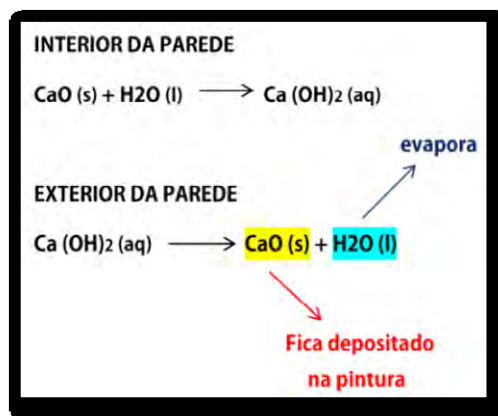 INTERIOR DA PAREDE
CaO (s) + H2O (l) → Ca (OH)2 (aq)
evapora
EXTERIOR DA PAREDE
Ca (OH)2 (aq) → CaO (s) + H2O (l)
Fica depositado
na pintura